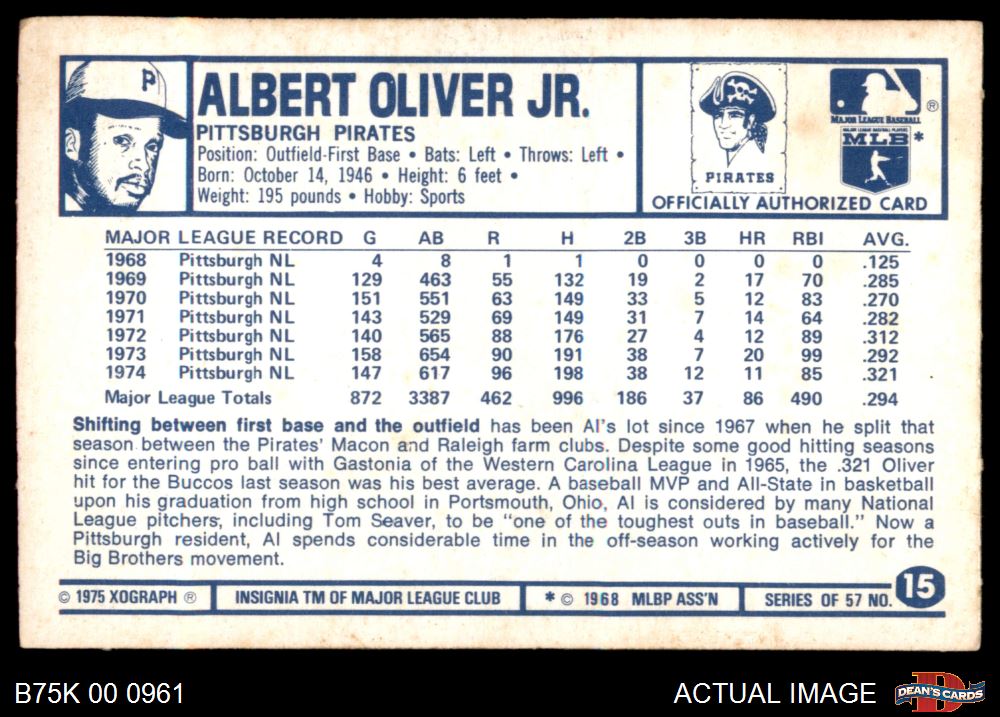 P
ALBERT OLIVER JR.
PITTSBURGH PIRATES
Position: Outfield-First Base • Bats: Left • Throws: Left •
Born: October 14, 1946 • Height: 6 feet •
Weight: 195 pounds • Hobby: Sports
PIRATES
MAJOR LEAGUE BASEBALL
®
MAJOR LEAGUE BASEBALL PLAYERS
MLB *
OFFICIALLY AUTHORIZED CARD
MAJOR LEAGUE RECORD G AB R H 2B 3B HR RBI AVG.
1968 Pittsburgh NL 4 8 1 1 0 0 0 0 .125
1969 Pittsburgh NL 129 463 55 132 19 2 17 70 .285
1970 Pittsburgh NL 151 551 63 149 33 5 12 83 .270
1971 Pittsburgh NL 143 529 69 149 31 7 14 64 .282
1972 Pittsburgh NL 140 565 88 176 27 4 12 89 .312
1973 Pittsburgh NL 158 654 90 191 38 7 20 99 .292
1974 Pittsburgh NL 147 617 96 198 38 12 11 85 .321
Major League Totals 872 3387 462 996 186 37 86 490 .294
Shifting between first base and the outfield has been Al's lot since 1967 when he split that
season between the Pirates' Macon and Raleigh farm clubs. Despite some good hitting seasons
since entering pro ball with Gastonia of the Western Carolina League in 1965, the .321 Oliver
hit for the Buccos last season was his best average. A baseball MVP and All-State in basketball
upon his graduation from high school in Portsmouth, Ohio, Al is considered by many National
League pitchers, including Tom Seaver, to be "one of the toughest outs in baseball." Now a
Pittsburgh resident, Al spends considerable time in the off-season working actively for the
Big Brothers movement.
© 1975 XOGRAPH ® INSIGNIA TM OF MAJOR LEAGUE CLUB * © 1968 MLBP ASS'N SERIES OF 57 NO. 15
B75K 00 0961
ACTUAL IMAGE
D
DEAN'S CARDS